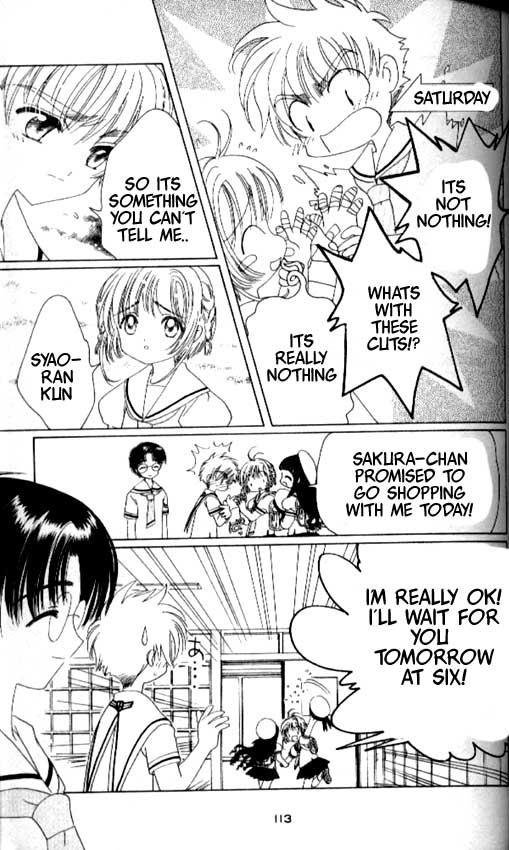 SATURDAY
ITS
NOT
NOTHING!
WHATS
WITH
THESE
CUTS!?
ITS
REALLY
NOTHING
SO ITS
SOMETHING
YOU CAN'T
TELL ME..
SYAO-
RAN
KUN
SAKURA-CHAN
PROMISED TO
GO SHOPPING
WITH ME TODAY!
IM REALLY OK!
I'LL WAIT FOR
YOU
TOMORROW
AT SIX!
113